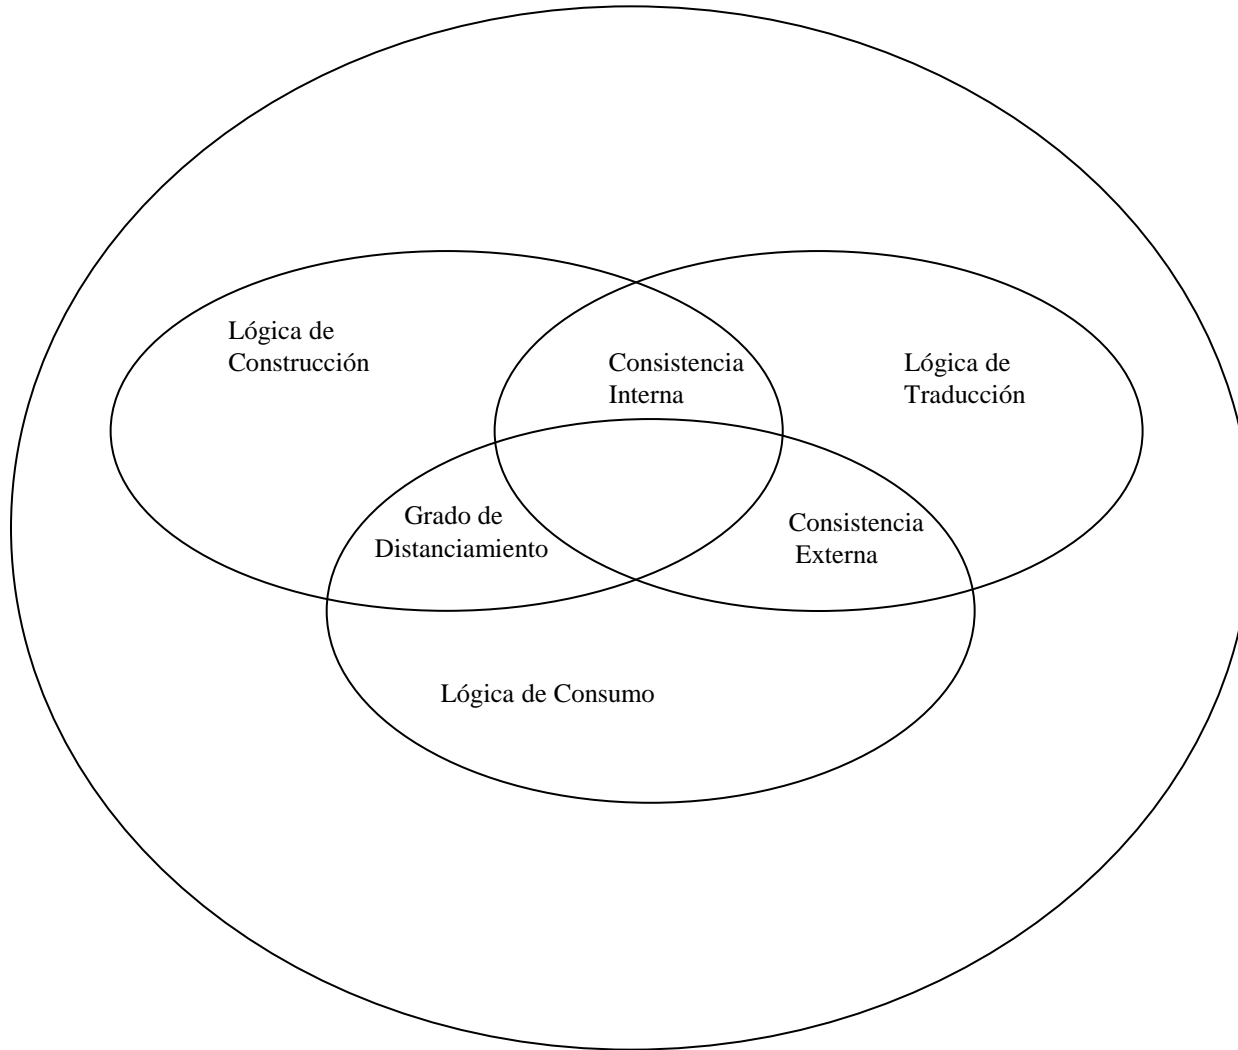 Lógica de
Construcción
Consistencia
Interna
Lógica de
Traducción
Grado de
Distanciamiento
Consistencia
Externa
Lógica de Consumo